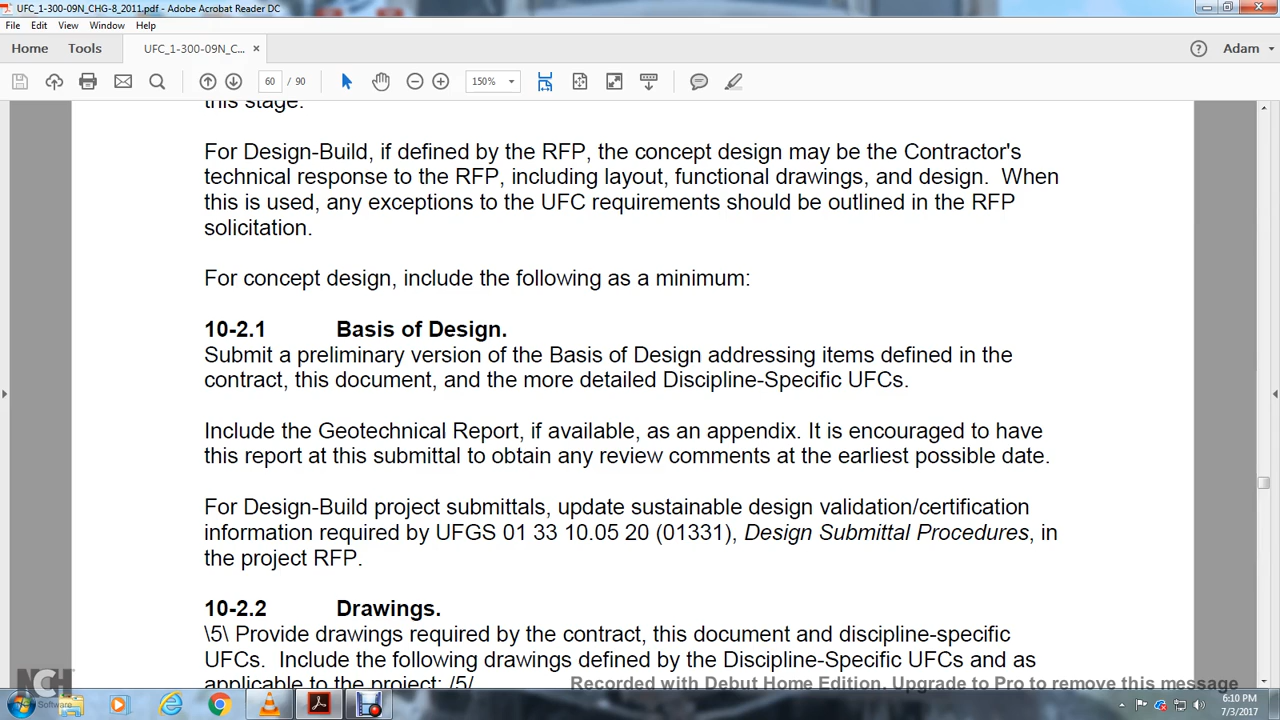 UFC_1-300-09N_CHG-8_2011.pdf - Adobe Acrobat Reader DC
File Edit View Window Help
Home Tools UFC_1-300-09N_C... × Adam
60 / 90 150%
this stage.
For Design-Build, if defined by the RFP, the concept design may be the Contractor's
technical response to the RFP, including layout, functional drawings, and design. When
this is used, any exceptions to the UFC requirements should be outlined in the RFP
solicitation.
For concept design, include the following as a minimum:
10-2.1 Basis of Design.
Submit a preliminary version of the Basis of Design addressing items defined in the
contract, this document, and the more detailed Discipline-Specific UFCs.
Include the Geotechnical Report, if available, as an appendix. It is encouraged to have
this report at this submittal to obtain any review comments at the earliest possible date.
For Design-Build project submittals, update sustainable design validation/certification
information required by UFGS 01 33 10.05 20 (01331), Design Submittal Procedures, in
the project RFP.
10-2.2 Drawings.
\5\ Provide drawings required by the contract, this document and discipline-specific
UFCs. Include the following drawings defined by the Discipline-Specific UFCs and as
applicable to the project: /5/
Recorded with Debut Home Edition. Upgrade to Pro to remove this message
NCH Software
6:10 PM
7/3/2017